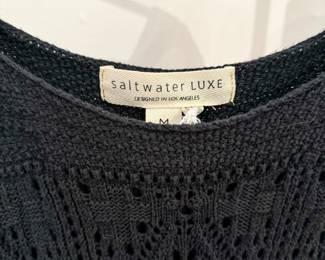 saltwater LUXE
DESIGNED IN LOS ANGELES
M